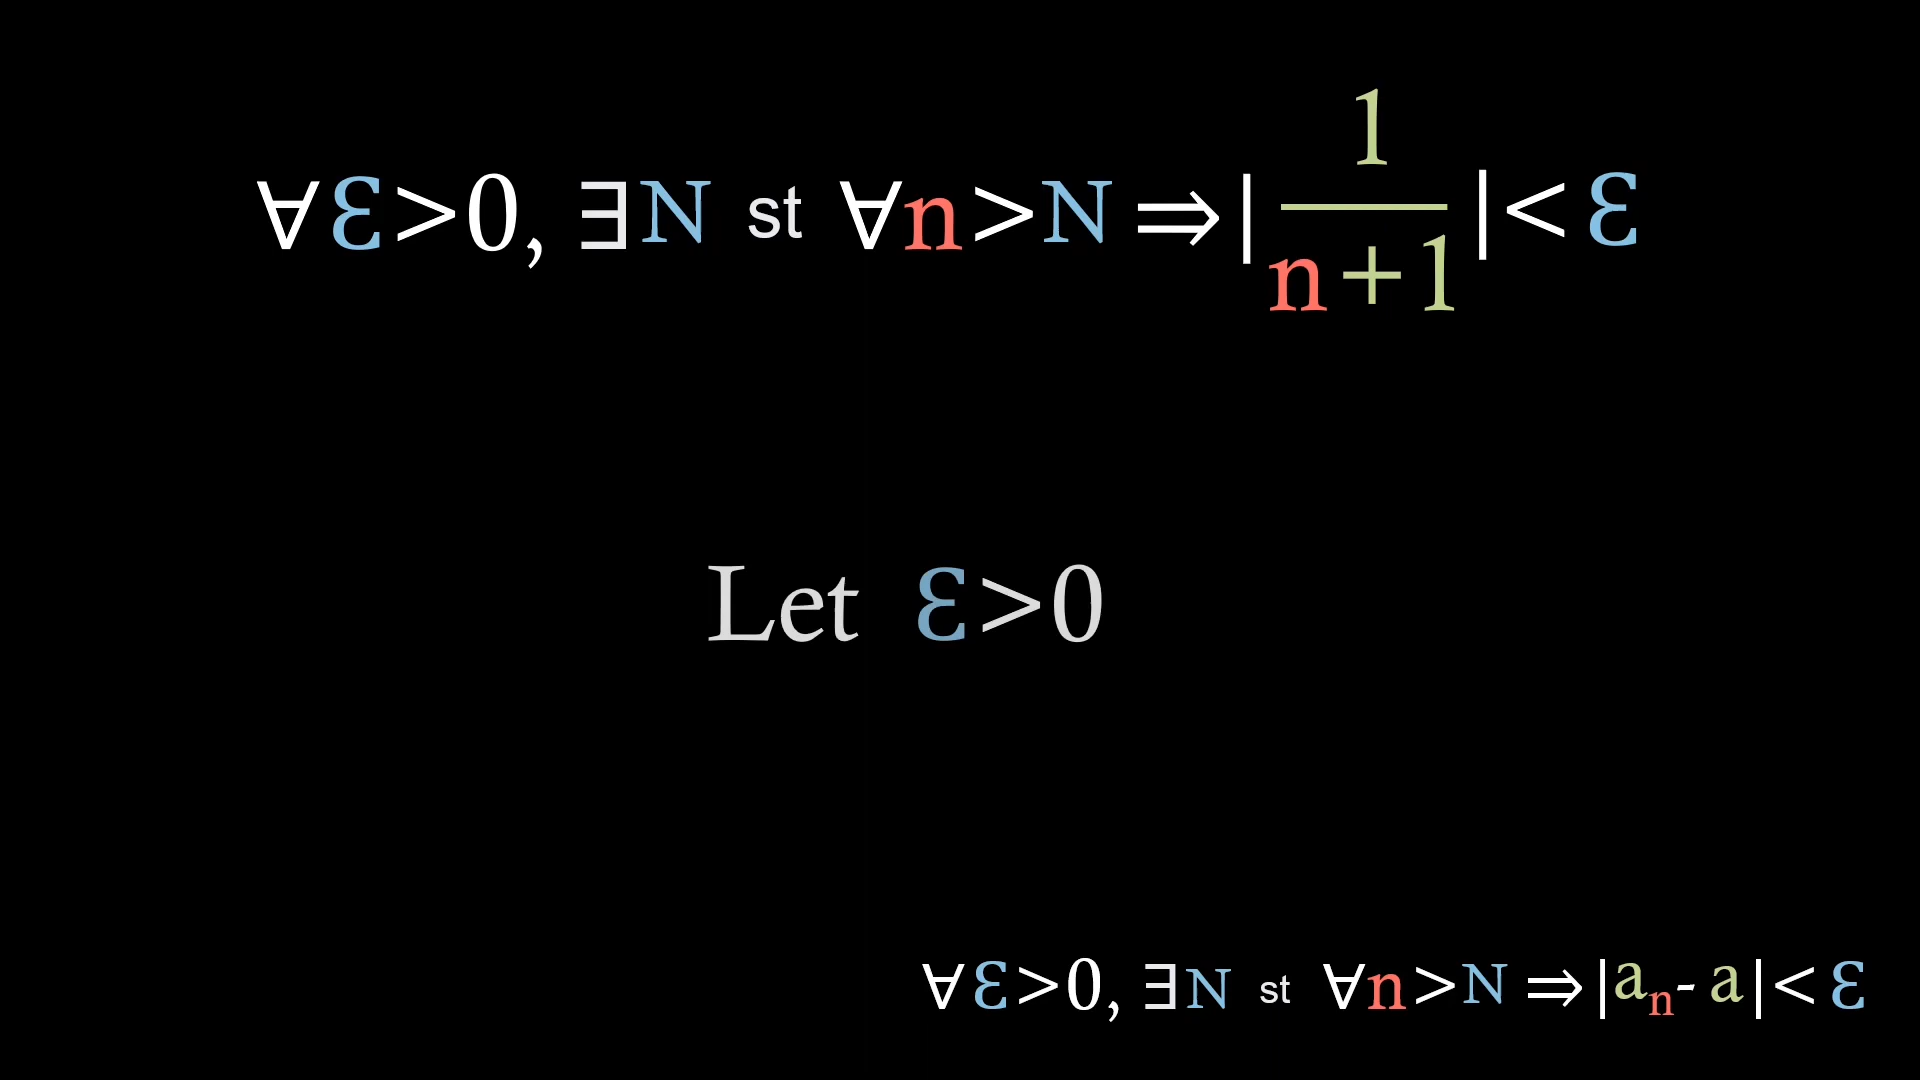 ∀Ɛ>0, ∃N st ∀n>N⇒|1/(n+1)|<Ɛ
Let Ɛ>0
∀Ɛ>0, ∃N st ∀n>N⇒|aₙ- a|<Ɛ